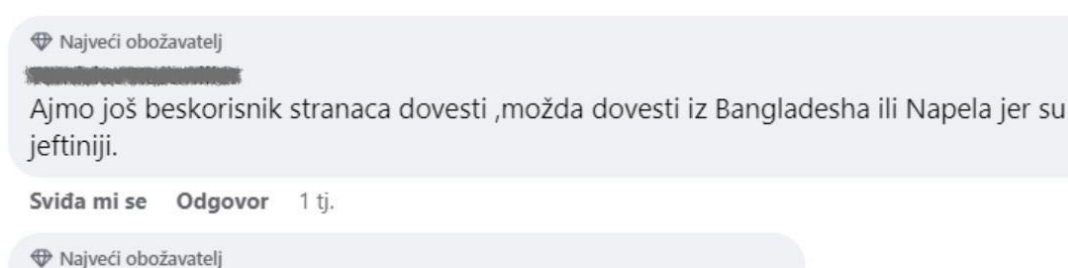 Najveći obožavatelj
Ajmo još beskorisnik stranaca dovesti ,možda dovesti iz Bangladesha ili Napela jer su
jeftiniji.
Sviđa mi se Odgovor 1 tj.
Najveći obožavatelj